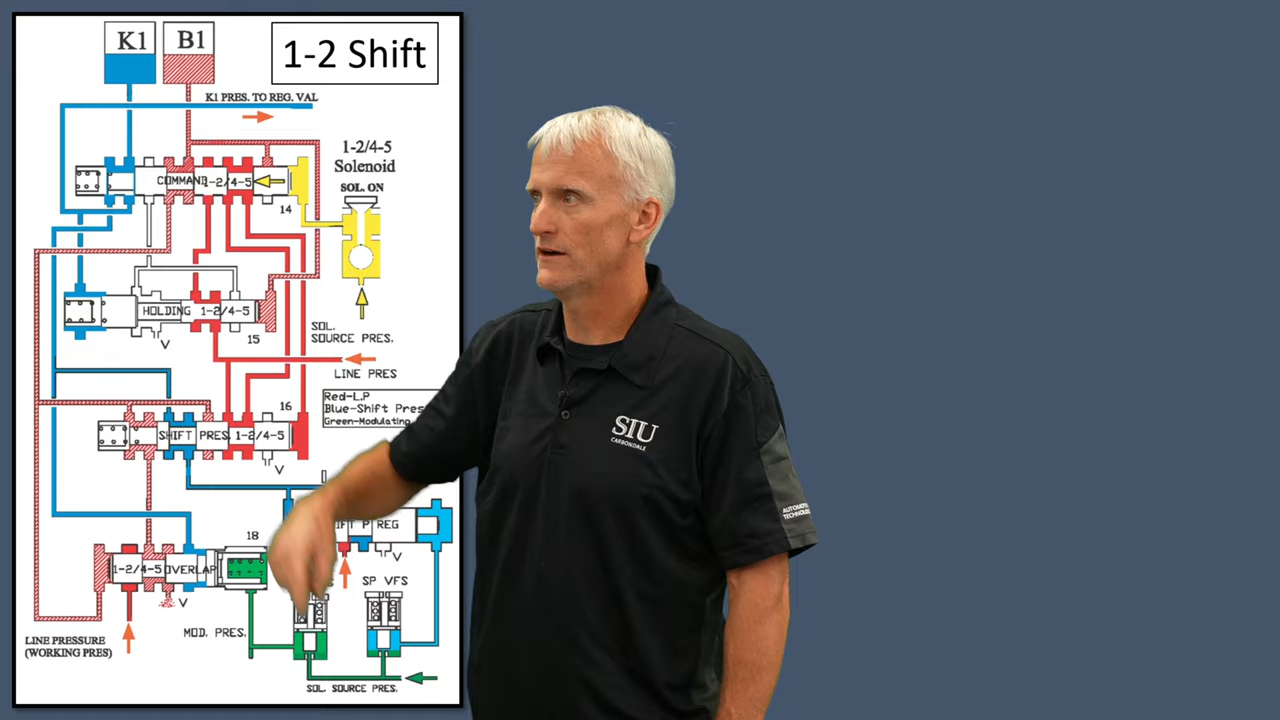 K1
B1
1-2 Shift
K1 PRES. TO REG. VAL
1-2/4-5
Solenoid
SOL. ON
COMMAND
1-2/4-5
14
HOLDING
1-2/4-5
15
V
SOL.
SOURCE PRES.
LINE PRES
16
Red-L.P
Blue-Shift Pres
Green-Modulating
SHIFT PRES.
1-2/4-5
V
SIU
CARBONDALE
AUTOMOTIVE
18
P REG
V
1-2/4-5 OVERLAP
V
SP VFS
MOD. PRES.
LINE PRESSURE
(WORKING PRES)
SOL. SOURCE PRES.